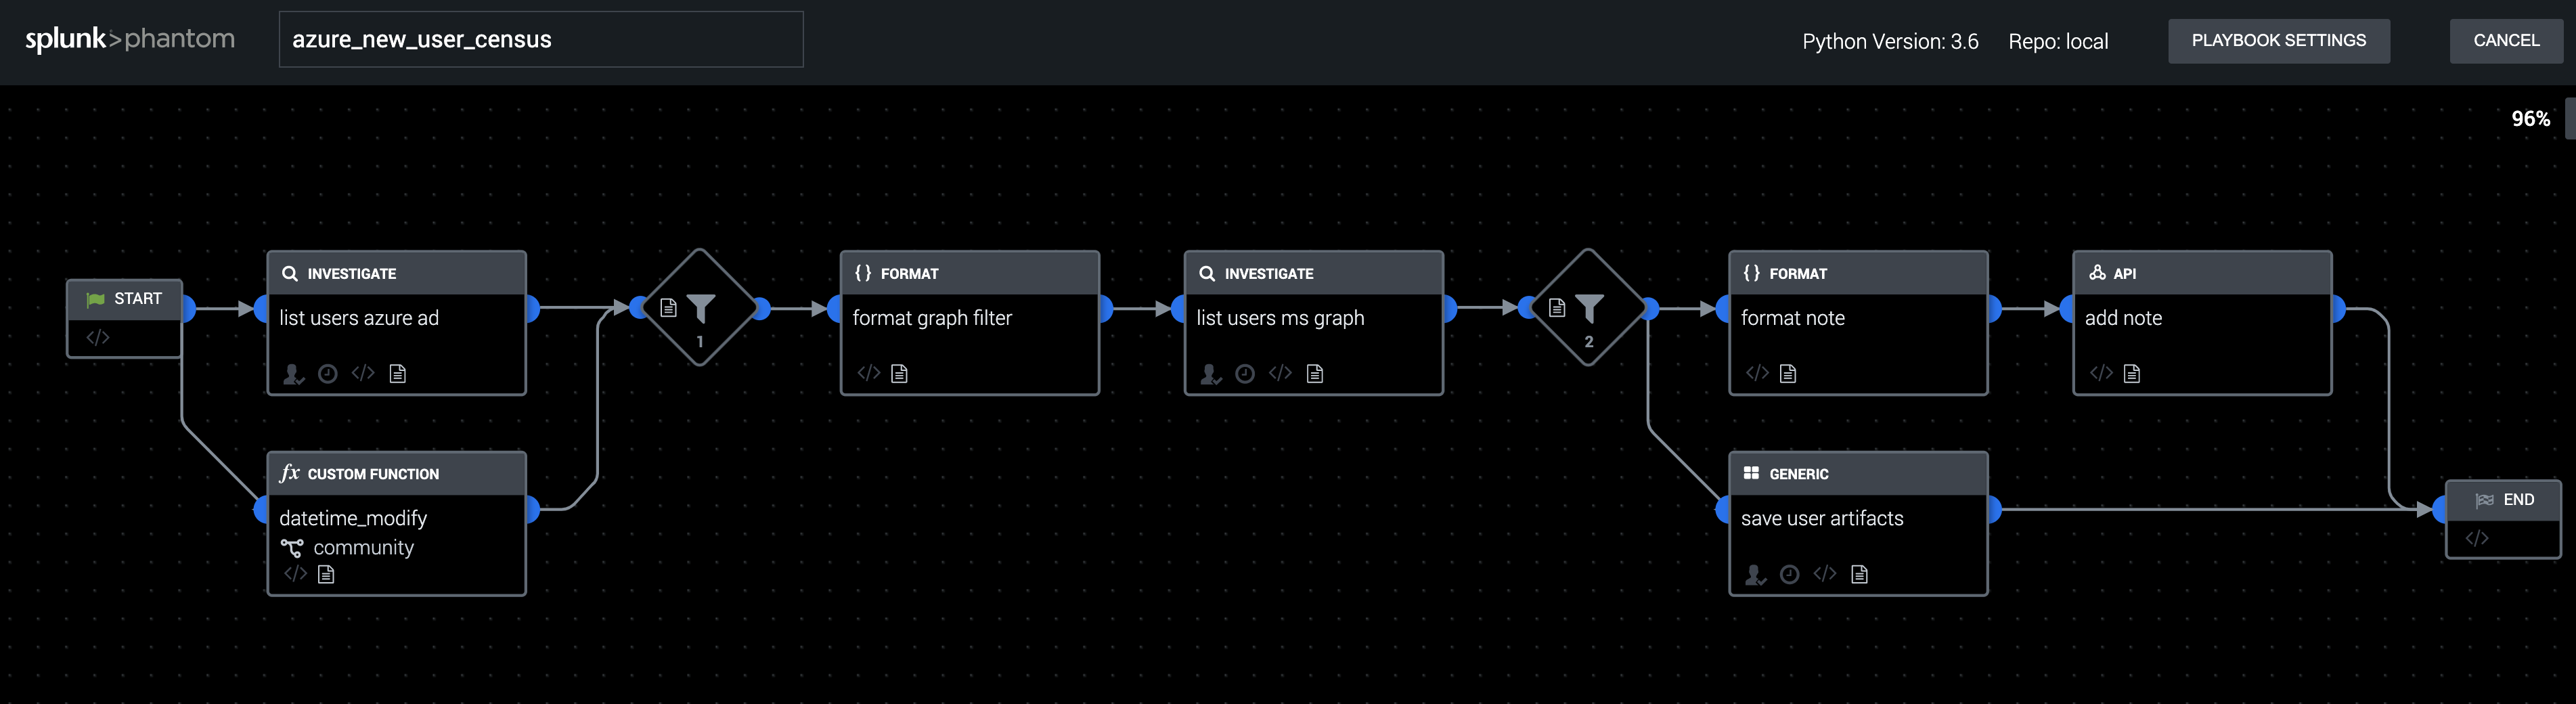 splunk>phantom
azure_new_user_census
Python Version: 3.6
Repo: local
PLAYBOOK SETTINGS
CANCEL
96%
START
</>
INVESTIGATE
list users azure ad
</>
fx CUSTOM FUNCTION
datetime_modify
community
</>
1
{} FORMAT
format graph filter
</>
INVESTIGATE
list users ms graph
</>
2
{} FORMAT
format note
</>
API
add note
</>
GENERIC
save user artifacts
</>
END
</>